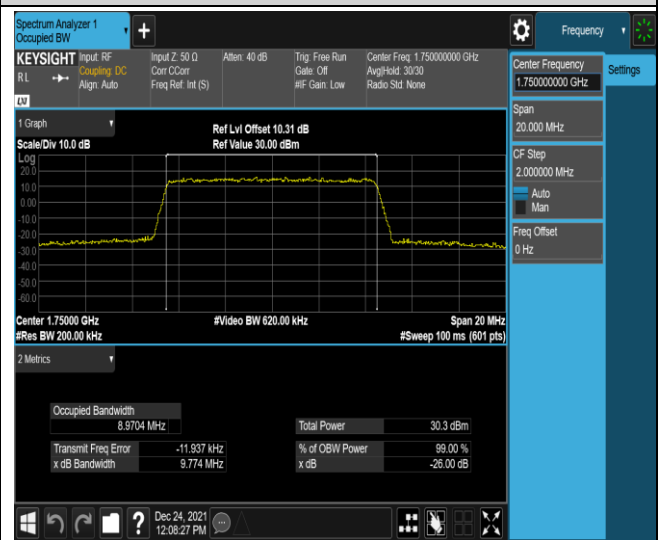 Spectrum Analyzer 1
Occupied BW
Frequency
KEYSIGHT
Input: RF
Coupling: DC
Align: Auto
Input Z: 50 Ω
Corr CCorr
Freq Ref: Int (S)
Atten: 40 dB
Trig: Free Run
Gate: Off
#IF Gain: Low
Center Freq: 1.750000000 GHz
Avg|Hold: 30/30
Radio Std: None
R L
LXI
Center Frequency
1.750000000 GHz
Settings
Span
20.000 MHz
CF Step
2.000000 MHz
Auto
Man
Freq Offset
0 Hz
1 Graph
Ref Lvl Offset 10.31 dB
Scale/Div 10.0 dB
Ref Value 30.00 dBm
Log
20.0
10.0
0.00
-10.0
-20.0
-30.0
-40.0
-50.0
-60.0
Center 1.75000 GHz
#Video BW 620.00 kHz
Span 20 MHz
#Res BW 200.00 kHz
#Sweep 100 ms (601 pts)
2 Metrics
Occupied Bandwidth
8.9704 MHz
Total Power 30.3 dBm
Transmit Freq Error -11.937 kHz
% of OBW Power 99.00 %
x dB Bandwidth 9.774 MHz
x dB -26.00 dB
Dec 24, 2021
12:08:27 PM